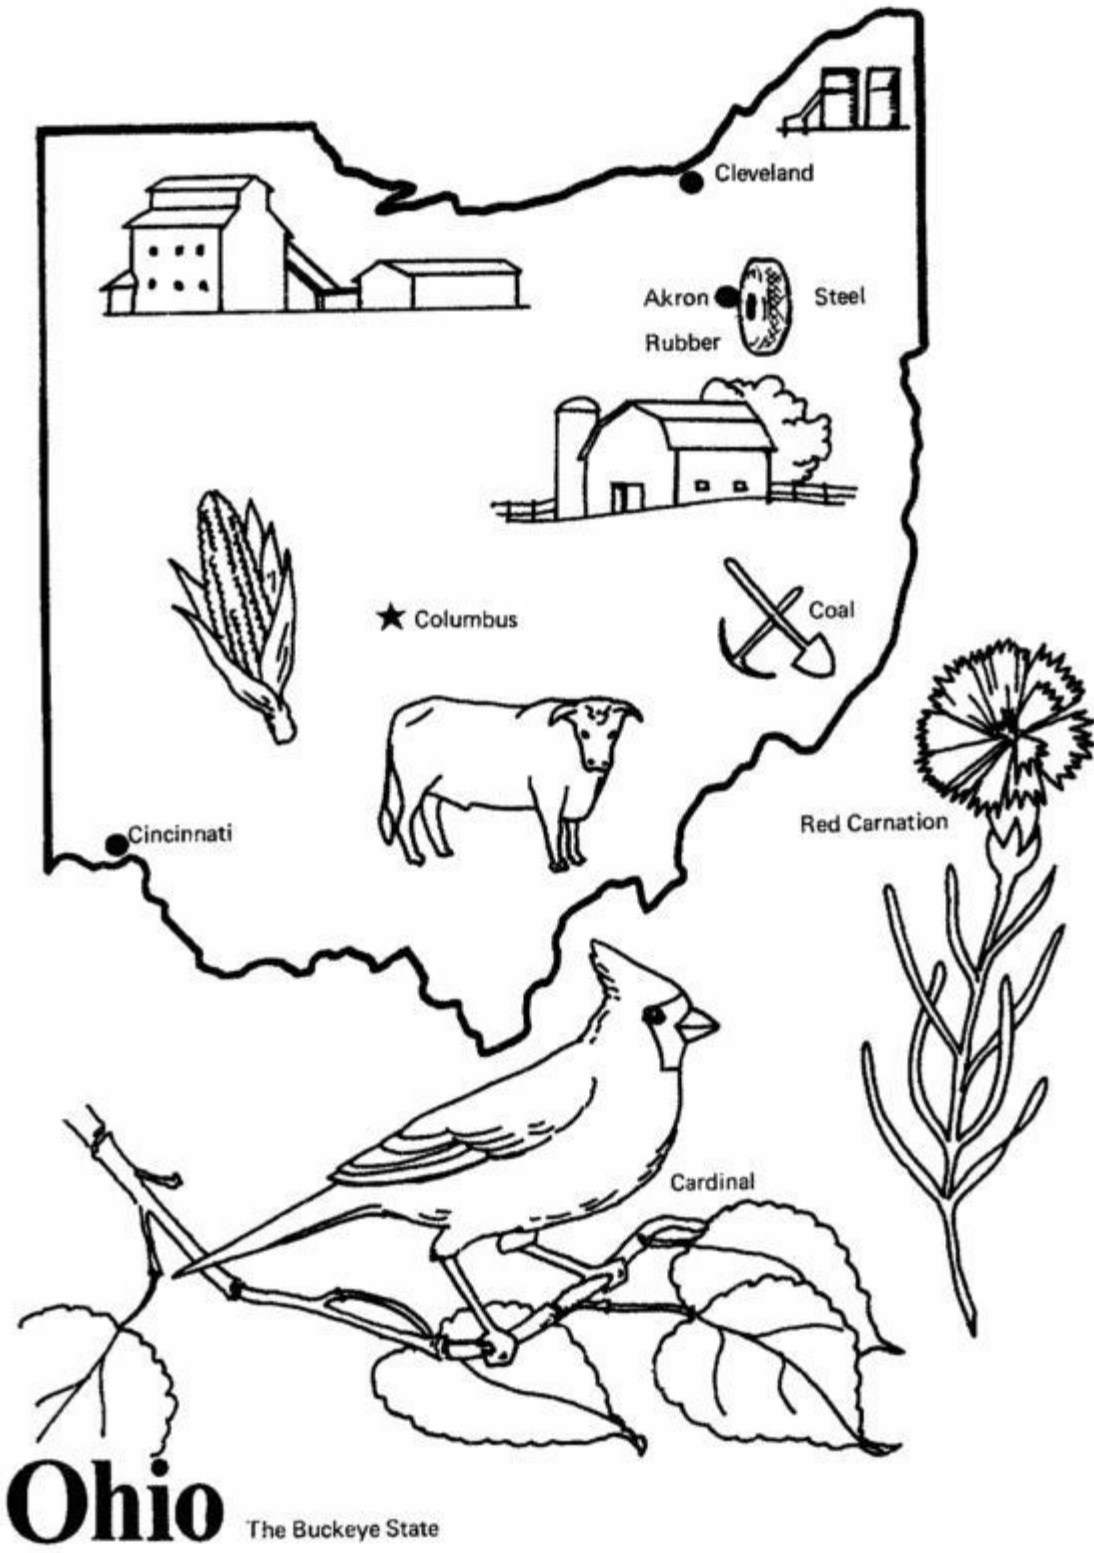 Cleveland
Akron
Steel
Rubber
Coal
Columbus
Red Carnation
Cincinnati
Cardinal
Ohio
The Buckeye State